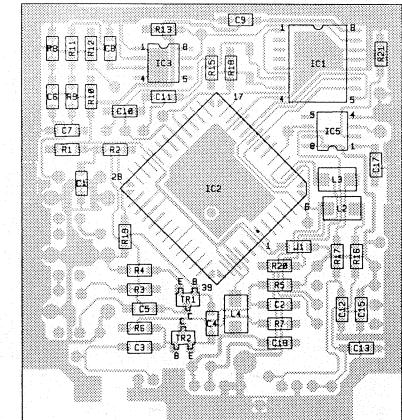 C9
R13
1 8
1 8
IC3
IC1
R8 R11 R12 C8
R15 R18
R21
4 5
4 5
C6 R9 R10
C11
C10
17
5 4
IC5
8 1
C7
R1 R2
C17
28
L3
C1
IC2
6
L2
R19
1
J1
R17 R16
R4
R20
39
E B
R3
TR1
R5
C
C5
C2
C12 C15
C
C4
L4
R6
TR2
R7
C3
B E
C18
C13